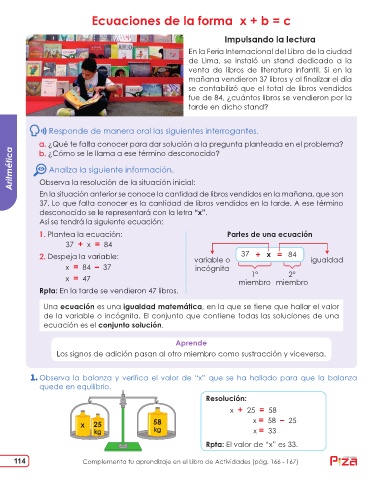 Ecuaciones de la forma x + b = c
Impulsando la lectura
En la Feria Internacional del Libro de la ciudad
de Lima, se instaló un stand dedicado a la
venta de libros de literatura infantil. Si en la
mañana vendieron 37 libros y al finalizar el día
se contabilizó que el total de libros vendidos
fue de 84, ¿cuántos libros se vendieron por la
tarde en dicho stand?
Responde de manera oral las siguientes interrogantes.
a. ¿Qué te falta conocer para dar solución a la pregunta planteada en el problema?
b. ¿Cómo se le llama a ese término desconocido?
Analiza la siguiente información.
Observa la resolución de la situación inicial:
En la situación anterior se conoce la cantidad de libros vendidos en la mañana, que son
37. Lo que falta conocer es la cantidad de libros vendidos en la tarde. A ese término
desconocido se le representará con la letra "x".
Así se tendrá la siguiente ecuación:
1. Plantea la ecuación:
37 + x = 84
2. Despeja la variable:
x = 84 – 37
x = 47
Rpta: En la tarde se vendieron 47 libros.
Partes de una ecuación
37 + x = 84
variable o
incógnita
igualdad
1° 2°
miembro miembro
Una ecuación es una igualdad matemática, en la que se tiene que hallar el valor
de la variable o incógnita. El conjunto que contiene todas las soluciones de una
ecuación es el conjunto solución.
Aprende
Los signos de adición pasan al otro miembro como sustracción y viceversa.
1. Observa la balanza y verifica el valor de "x" que se ha hallado para que la balanza
quede en equilibrio.
x 25
kg
58
kg
Resolución:
x + 25 = 58
x = 58 – 25
x = 33
Rpta: El valor de "x" es 33.
Aritmética
114
Complementa tu aprendizaje en el Libro de Actividades (pág. 166 - 167)